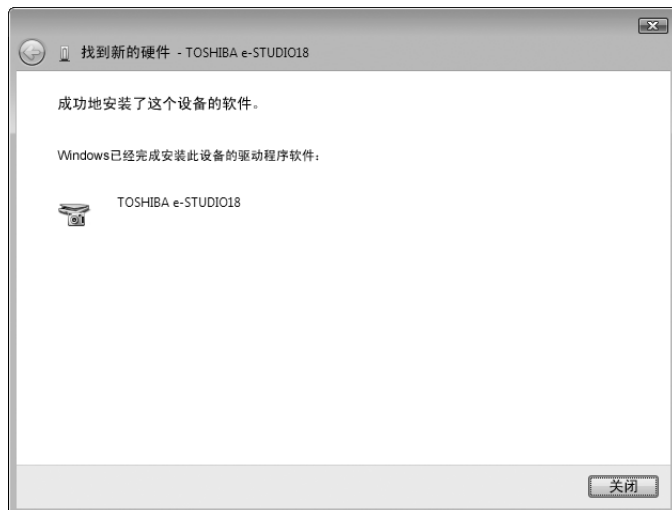 找到新的硬件 - TOSHIBA e-STUDIO18
成功地安装了这个设备的软件。
Windows已经完成安装此设备的驱动程序软件：
TOSHIBA e-STUDIO18
关闭